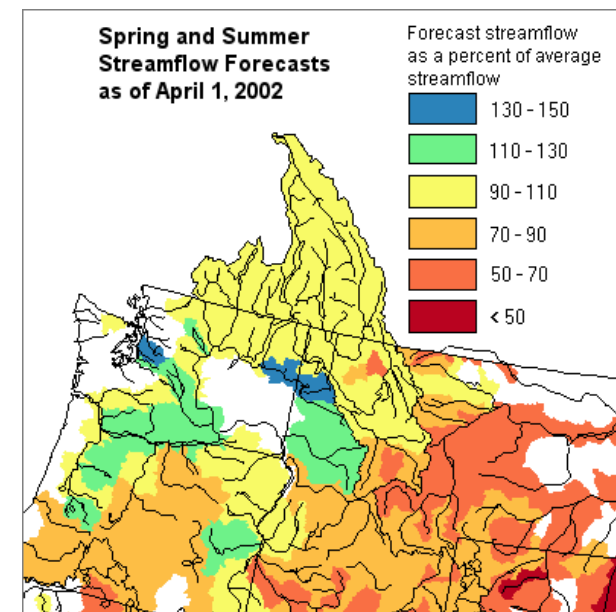 Spring and Summer
Streamflow Forecasts
as of April 1, 2002
Forecast streamflow
as a percent of average
streamflow
130 - 150
110 - 130
90 - 110
70 - 90
50 - 70
< 50